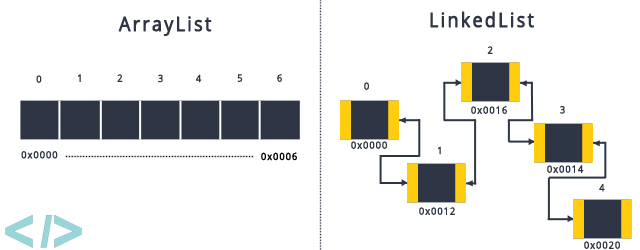 ArrayList
0 1 2 3 4 5 6
0x0000 0x0006
LinkedList
0
0x0000
1
0x0012
2
0x0016
3
0x0014
4
0x0020
</>